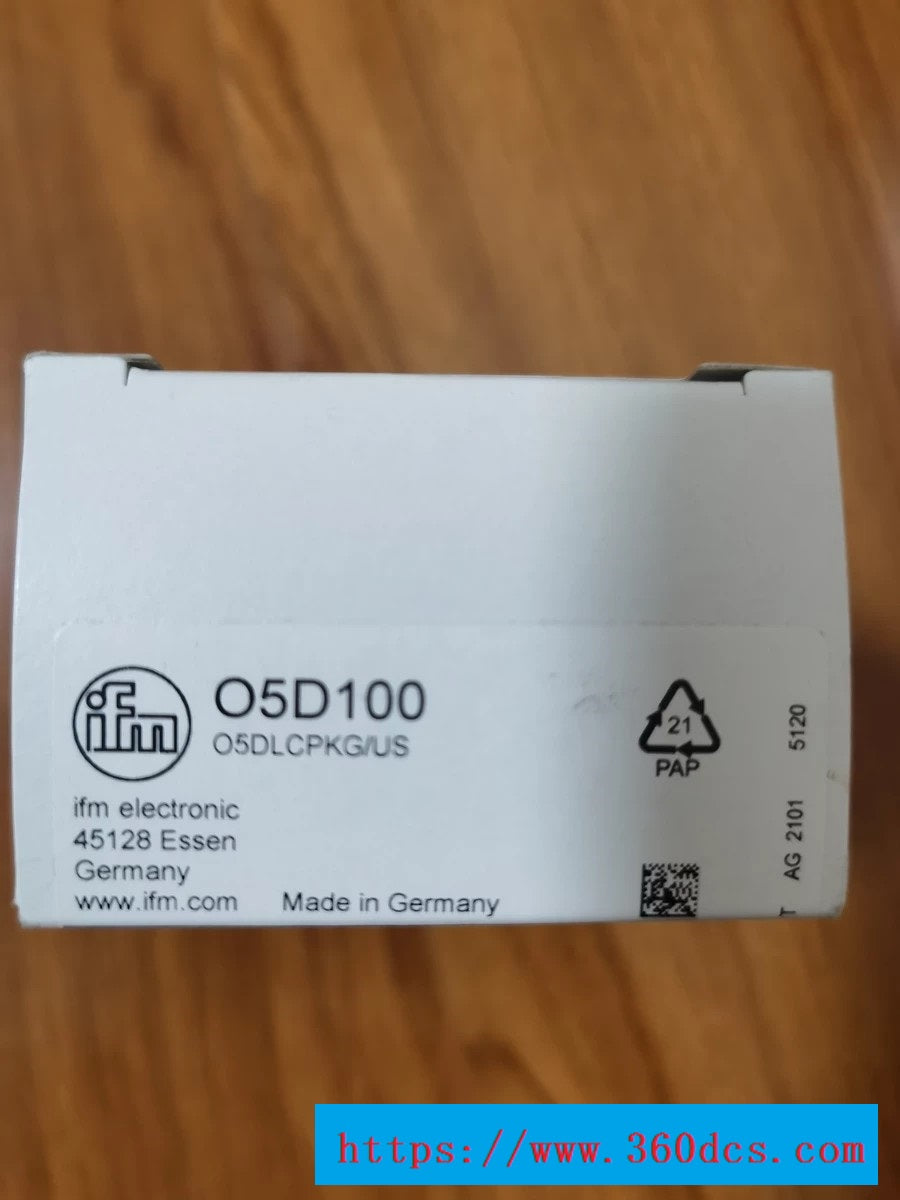 ifm
O5D100
O5DLCPKG/US
21
PAP
ifm electronic
45128 Essen
Germany
www.ifm.com
Made in Germany
5120
AG 2101
T
https://www.360dcs.com